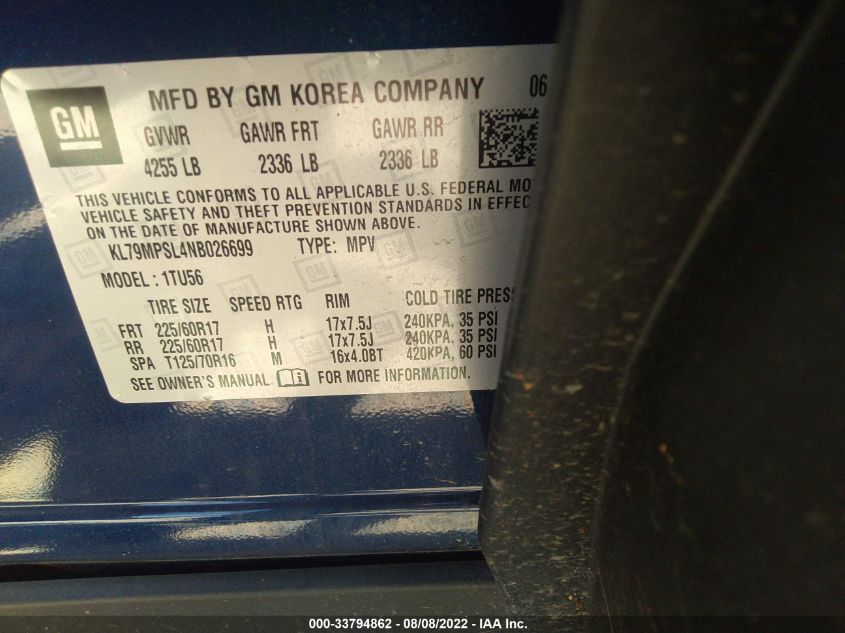 GM
MFD BY GM KOREA COMPANY 06
GVWR GAWR FRT GAWR RR
4255 LB 2336 LB 2336 LB
THIS VEHICLE CONFORMS TO ALL APPLICABLE U.S. FEDERAL MO
VEHICLE SAFETY AND THEFT PREVENTION STANDARDS IN EFFEC
ON THE DATE OF MANUFACTURE SHOWN ABOVE.
KL79MPSL4NB026699 TYPE: MPV
MODEL: 1TU56
TIRE SIZE SPEED RTG RIM COLD TIRE PRESS
FRT 225/60R17 H 17x7.5J 240KPA, 35 PSI
RR 225/60R17 H 17x7.5J 240KPA, 35 PSI
SPA T125/70R16 M 16x4.0BT 420KPA, 60 PSI
SEE OWNER'S MANUAL FOR MORE INFORMATION.
000-33794862 - 08/08/2022 - IAA Inc.